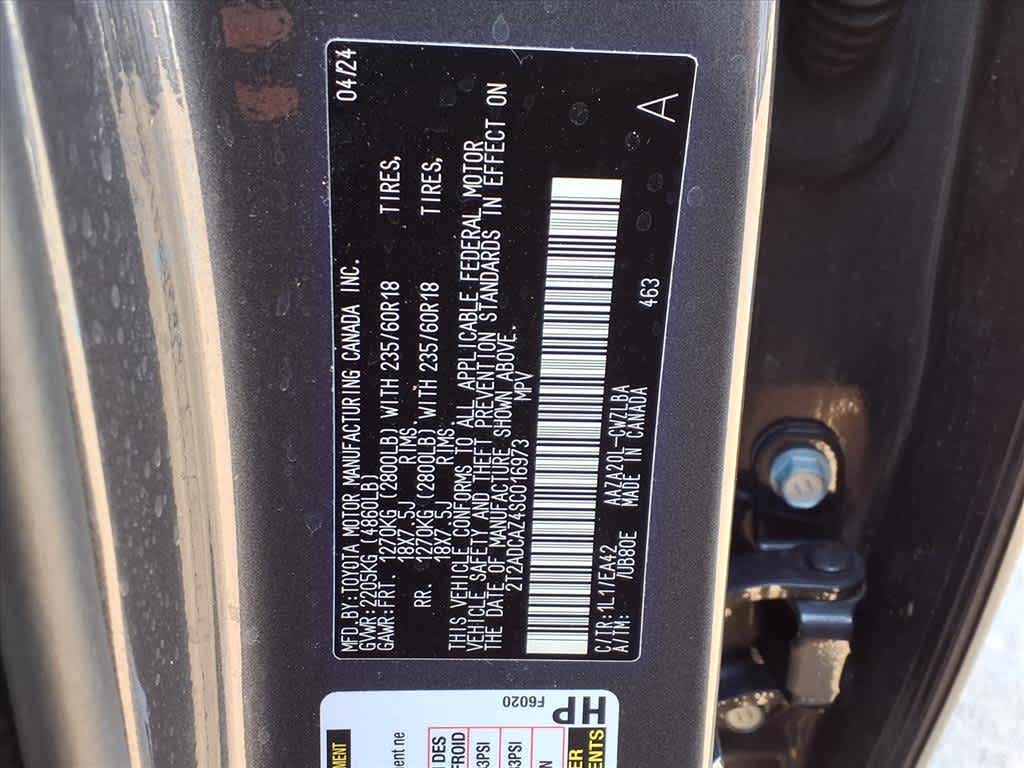 MFD.BY:TOYOTA MOTOR MANUFACTURING CANADA INC. 04/24
GVWR:2205KG (4860LB)
GAWR:FRT. 1270KG (2800LB) WITH 235/60R18 TIRES,
18X7.5J RIMS.
RR. 1270KG (2800LB) WITH 235/60R18 TIRES,
18X7.5J RIMS.
THIS VEHICLE CONFORMS TO ALL APPLICABLE FEDERAL MOTOR
VEHICLE SAFETY AND THEFT PREVENTION STANDARDS IN EFFECT ON
THE DATE OF MANUFACTURE SHOWN ABOVE.
2T2ADCAZ4SC016973 MPV
C/TR:1L1/EA42 AAZA20L-CWZLBA 463 A
A/TM: /UB80E MADE IN CANADA
F6020
HP